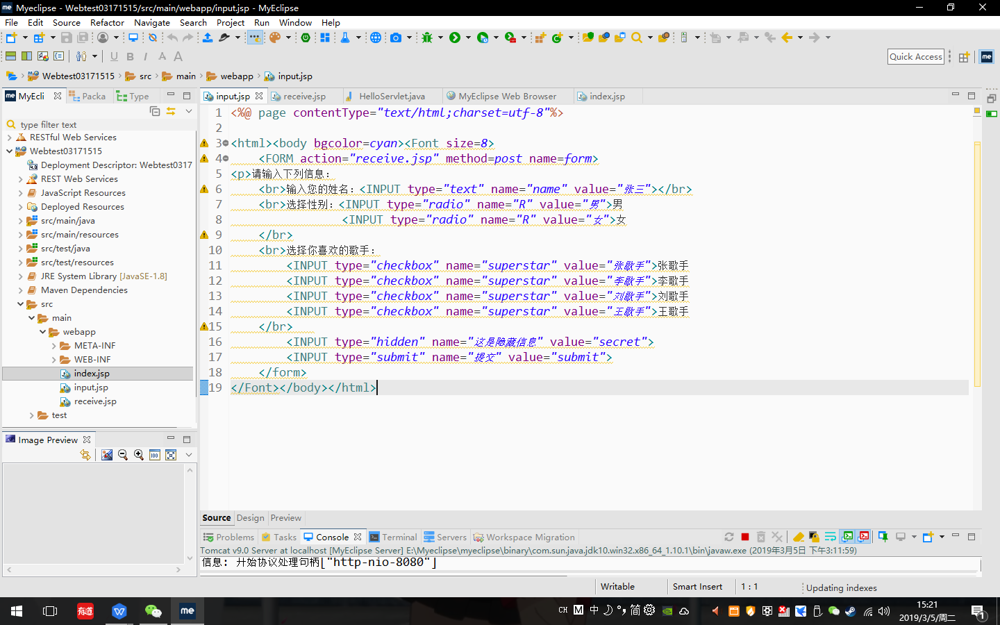 Myeclipse - Webtest03171515/src/main/webapp/input.jsp - MyEclipse
File Edit Source Refactor Navigate Search Project Run Window Help
Quick Access
Webtest03171515 src main webapp input.jsp
MyEcli Packa Type
input.jsp receive.jsp HelloServlet.java MyEclipse Web Browser index.jsp
type filter text
RESTful Web Services
Webtest03171515
Deployment Descriptor: Webtest0317
REST Web Services
JavaScript Resources
Deployed Resources
src/main/java
src/main/resources
src/test/java
src/test/resources
JRE System Library [JavaSE-1.8]
Maven Dependencies
src
main
webapp
META-INF
WEB-INF
index.jsp
input.jsp
receive.jsp
test
Image Preview
1 <%@ page contentType="text/html;charset=utf-8"%>
2
3 <html><body bgcolor=cyan><Font size=8>
4 <FORM action="receive.jsp" method=post name=form>
5 <p>请输入下列信息：
6 <br>输入您的姓名：<INPUT type="text" name="name" value="张三"></br>
7 <br>选择性别：<INPUT type="radio" name="R" value="男">男
8 <INPUT type="radio" name="R" value="女">女
9 </br>
10 <br>选择你喜欢的歌手：
11 <INPUT type="checkbox" name="superstar" value="张歌手">张歌手
12 <INPUT type="checkbox" name="superstar" value="李歌手">李歌手
13 <INPUT type="checkbox" name="superstar" value="刘歌手">刘歌手
14 <INPUT type="checkbox" name="superstar" value="王歌手">王歌手
15 </br>
16 <INPUT type="hidden" name="这是隐藏信息" value="secret">
17 <INPUT type="submit" name="提交" value="submit">
18 </form>
19 </Font></body></html>
Source Design Preview
Problems Tasks Console Terminal Servers Workspace Migration
Tomcat v9.0 Server at localhost [MyEclipse Server] E:\Myeclipse\myeclipse\binary\com.sun.java.jdk10.win32.x86_64_1.10.1\bin\javaw.exe (2019年3月5日 下午3:11:59)
信息: 开始协议处理句柄["http-nio-8080"]
Writable Smart Insert 1 : 1 Updating indexes
有道 me CH M 中 简
15:21
2019/3/5/周二
1